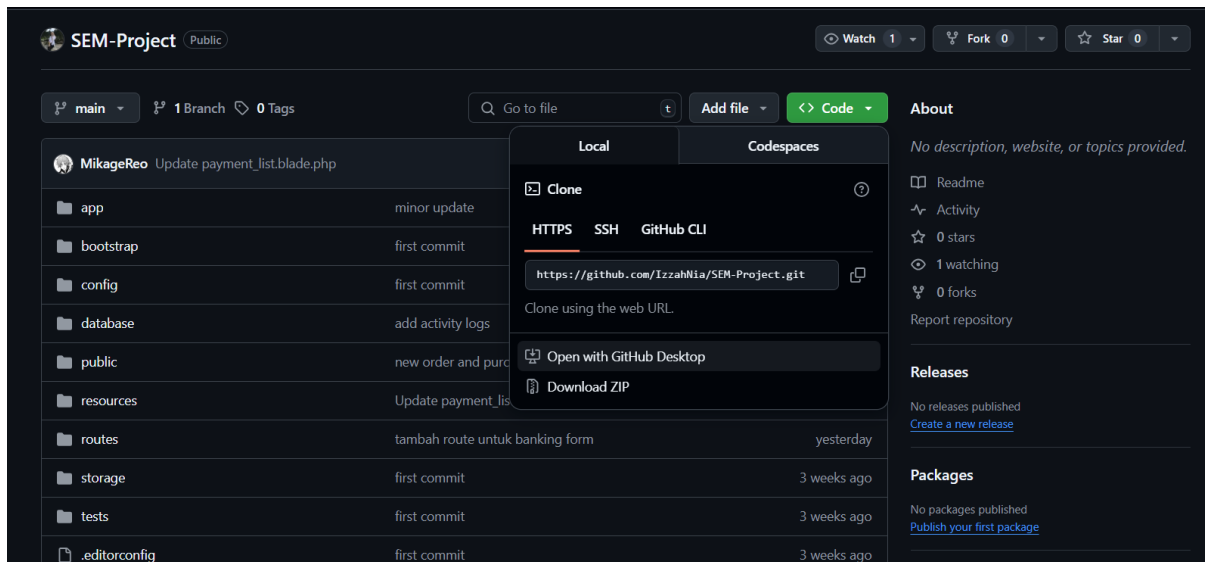 SEM-Project Public Watch 1 Fork 0 Star 0
main 1 Branch 0 Tags Go to file t Add file <> Code
MikageReo Update payment_list.blade.php
app minor update
bootstrap first commit
config first commit
database add activity logs
public new order and purc
resources Update payment_lis
routes tambah route untuk banking form yesterday
storage first commit 3 weeks ago
tests first commit 3 weeks ago
.editorconfig first commit 3 weeks ago
Local Codespaces
Clone
HTTPS SSH GitHub CLI
https://github.com/IzzahNia/SEM-Project.git
Clone using the web URL.
Open with GitHub Desktop
Download ZIP
About
No description, website, or topics provided.
Readme
Activity
0 stars
1 watching
0 forks
Report repository
Releases
No releases published
Create a new release
Packages
No packages published
Publish your first package